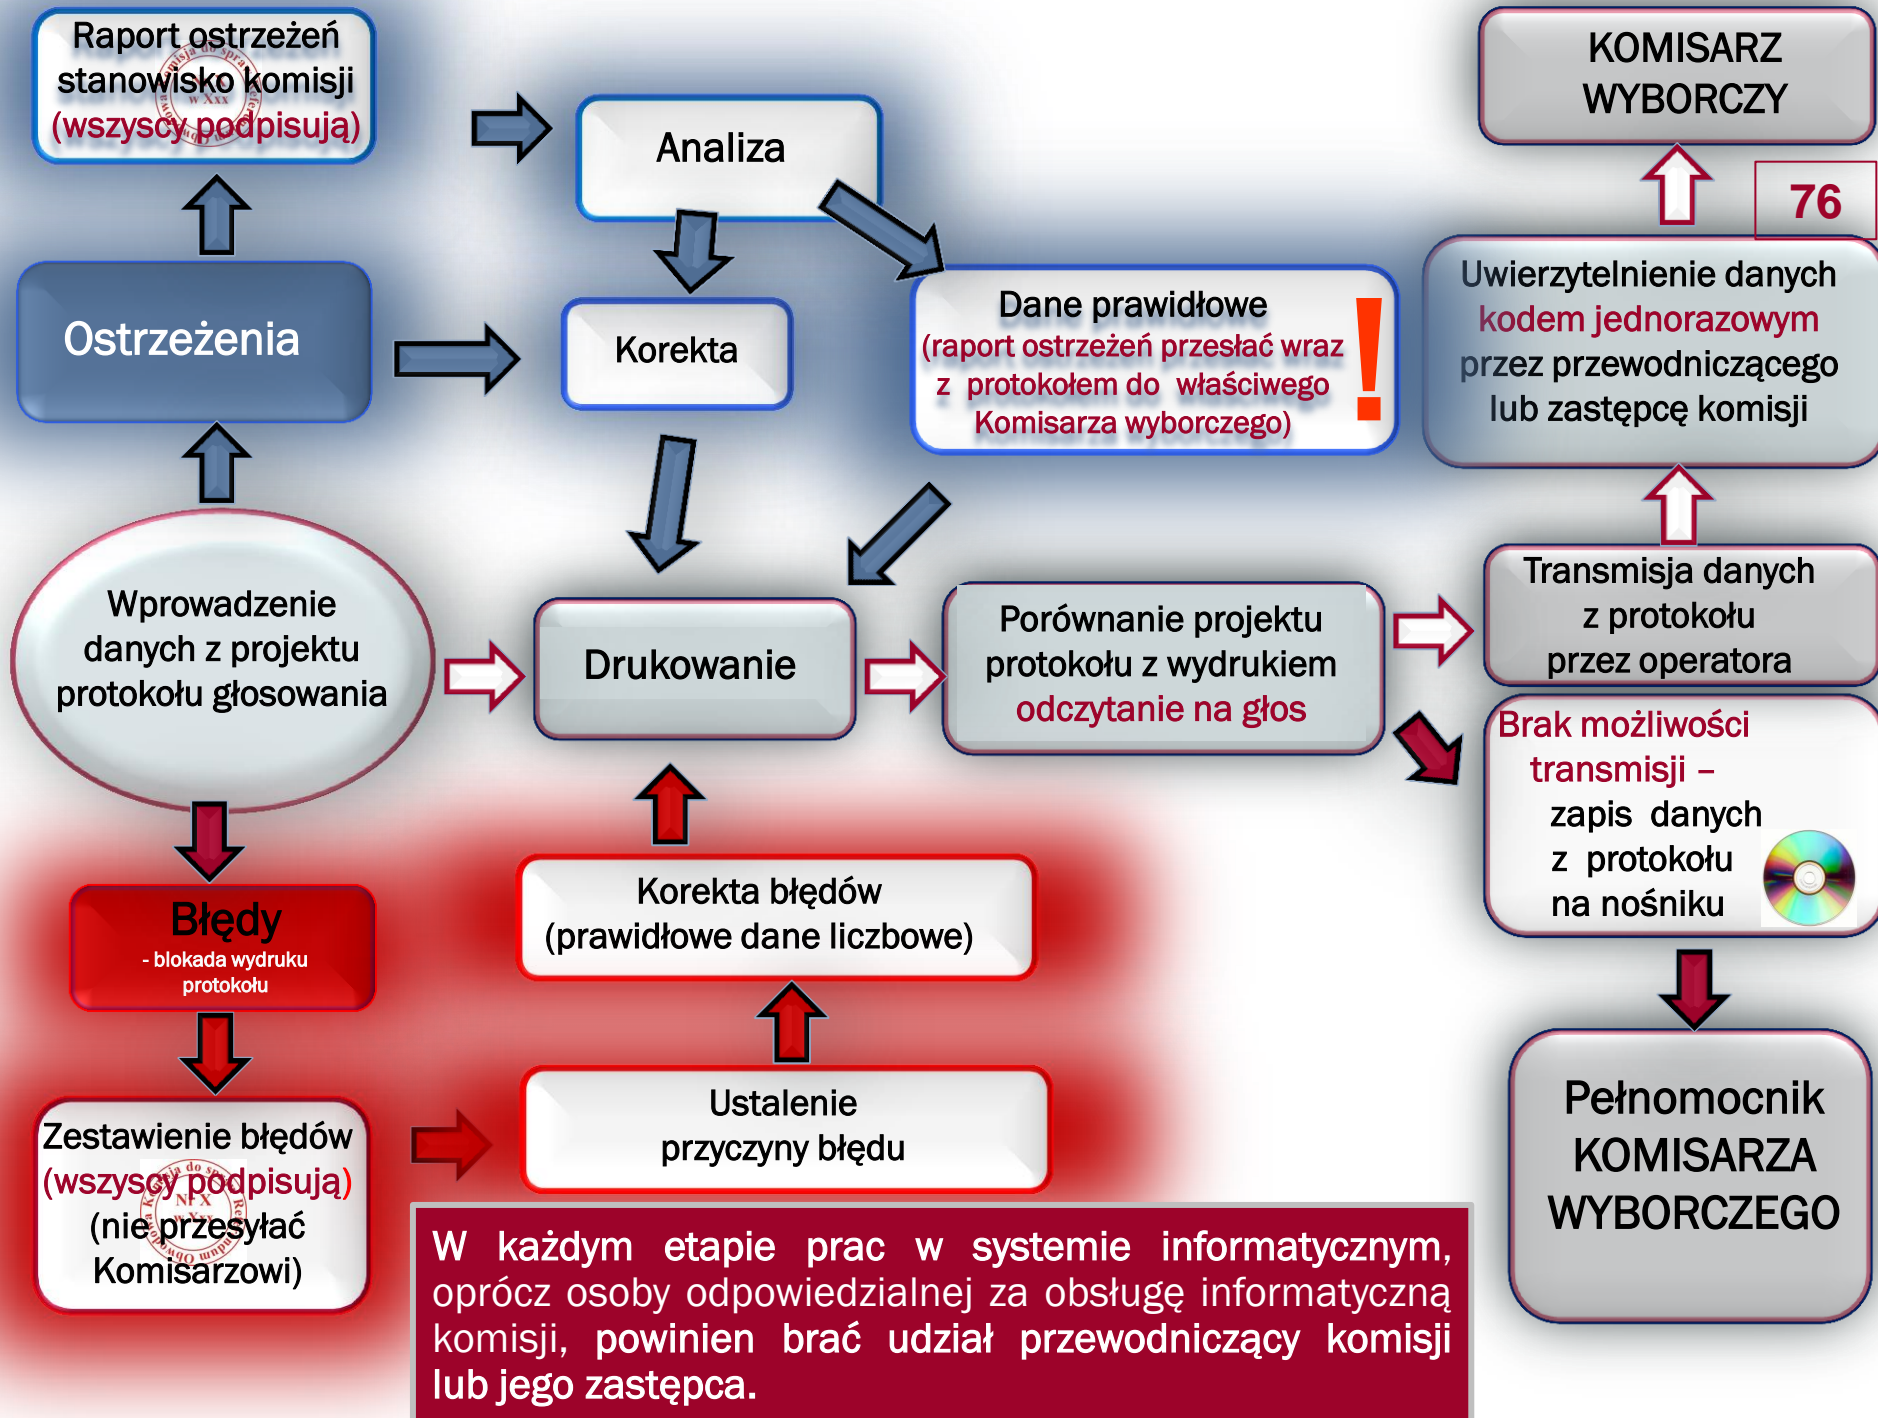 Raport ostrzeżeń
stanowisko komisji
(wszyscy podpisują)
Analiza
KOMISARZ
WYBORCZY
76
Ostrzeżenia
Korekta
Dane prawidłowe
(raport ostrzeżeń przesłać wraz
z protokołem do właściwego
Komisarza wyborczego)
!
Uwierzytelnienie danych
kodem jednorazowym
przez przewodniczącego
lub zastępcę komisji
Wprowadzenie
danych z projektu
protokołu głosowania
Drukowanie
Porównanie projektu
protokołu z wydrukiem
odczytanie na głos
Transmisja danych
z protokołu
przez operatora
Brak możliwości
transmisji –
zapis danych
z protokołu
na nośniku
Błędy
- blokada wydruku
protokołu
Korekta błędów
(prawidłowe dane liczbowe)
Zestawienie błędów
(wszyscy podpisują)
(nie przesyłać
Komisarzowi)
Ustalenie
przyczyny błędu
Pełnomocnik
KOMISARZA
WYBORCZEGO
W każdym etapie prac w systemie informatycznym,
oprócz osoby odpowiedzialnej za obsługę informatyczną
komisji, powinien brać udział przewodniczący komisji
lub jego zastępca.